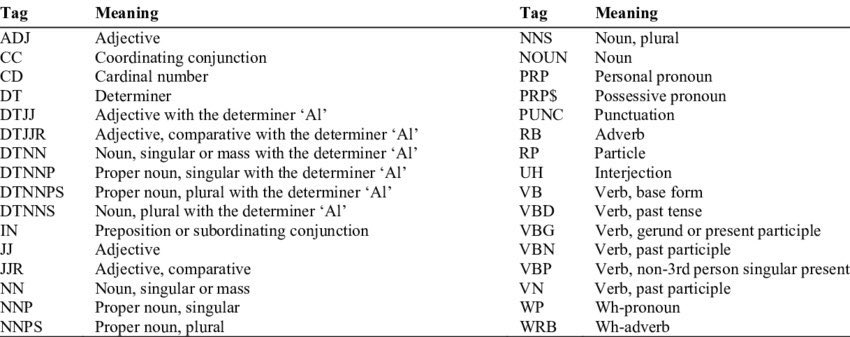 Tag Meaning Tag Meaning
ADJ Adjective NNS Noun, plural
CC Coordinating conjunction NOUN Noun
CD Cardinal number PRP Personal pronoun
DT Determiner PRP$ Possessive pronoun
DTJJ Adjective with the determiner ‘Al’ PUNC Punctuation
DTJJR Adjective, comparative with the determiner ‘Al’ RB Adverb
DTNN Noun, singular or mass with the determiner ‘Al’ RP Particle
DTNNP Proper noun, singular with the determiner ‘Al’ UH Interjection
DTNNPS Proper noun, plural with the determiner ‘Al’ VB Verb, base form
DTNNS Noun, plural with the determiner ‘Al’ VBD Verb, past tense
IN Preposition or subordinating conjunction VBG Verb, gerund or present participle
JJ Adjective VBN Verb, past participle
JJR Adjective, comparative VBP Verb, non-3rd person singular present
NN Noun, singular or mass VN Verb, past participle
NNP Proper noun, singular WP Wh-pronoun
NNPS Proper noun, plural WRB Wh-adverb